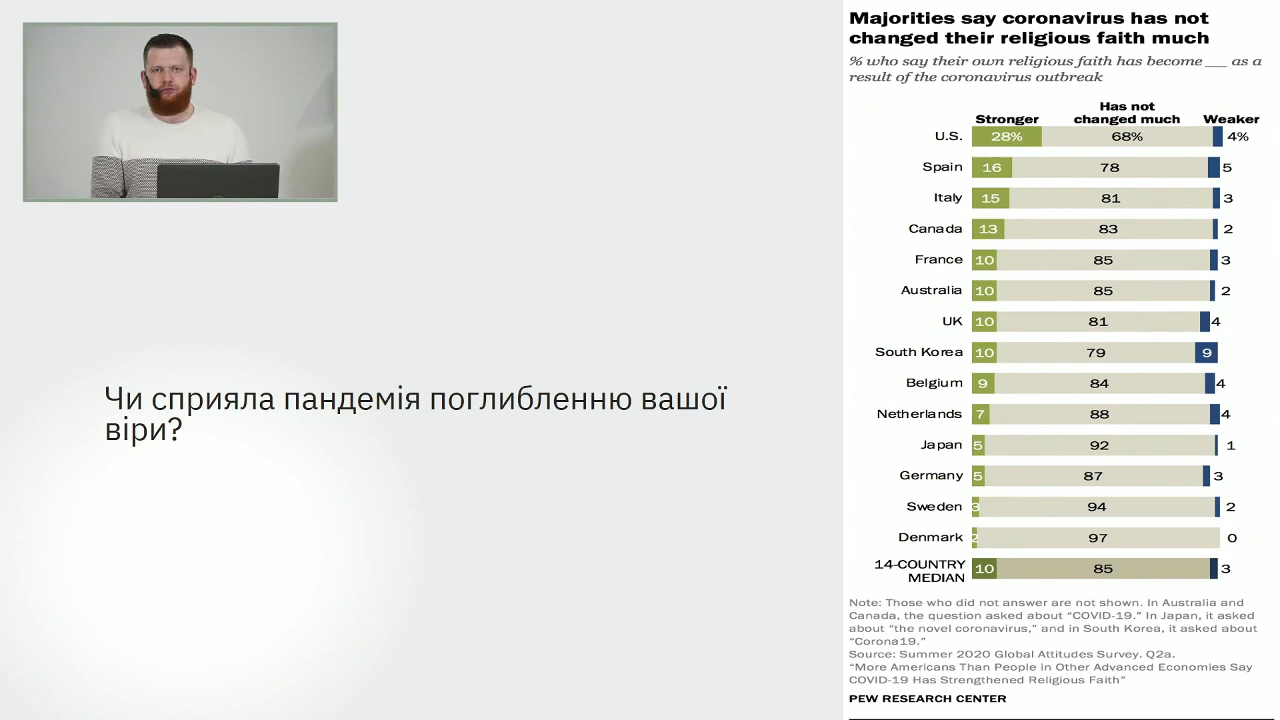 Чи сприяла пандемія поглибленню вашої
віри?
Majorities say coronavirus has not
changed their religious faith much
% who say their own religious faith has become ___ as a
result of the coronavirus outbreak
Stronger Has not changed much Weaker
U.S. 28% 68% 4%
Spain 16 78 5
Italy 15 81 3
Canada 13 83 2
France 10 85 3
Australia 10 85 2
UK 10 81 4
South Korea 10 79 9
Belgium 9 84 4
Netherlands 7 88 4
Japan 5 92 1
Germany 5 87 3
Sweden 3 94 2
Denmark 2 97 0
14-COUNTRY
MEDIAN 10 85 3
Note: Those who did not answer are not shown. In Australia and
Canada, the question asked about “COVID-19.” In Japan, it asked
about “the novel coronavirus,” and in South Korea, it asked about
“Corona19.”
Source: Summer 2020 Global Attitudes Survey. Q2a.
“More Americans Than People in Other Advanced Economies Say
COVID-19 Has Strengthened Religious Faith”
PEW RESEARCH CENTER